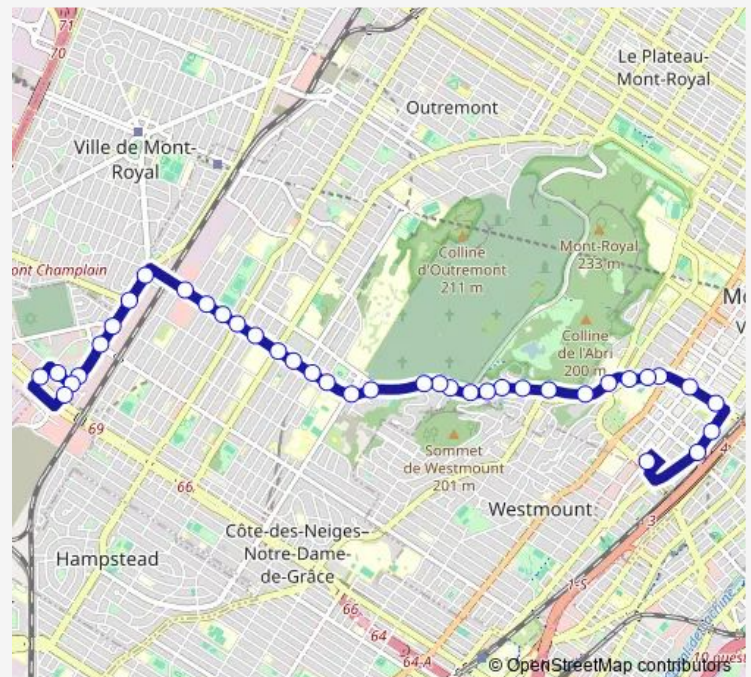 71
70
Le Plateau-
Mont-Royal
Outremont
Ville de Mont-
Royal
Colline
d'Outremont
211 m
Mont-Royal
233 m
ont Champlain
Colline
de l'Abri
200 m
69
66
Sommet
de Westmount
201 m
4
3
Westmount
Côte-des-Neiges–
Notre-Dame-
de-Grâce
Hampstead
1-S
66
64
64-A
© OpenStreetMap contributors